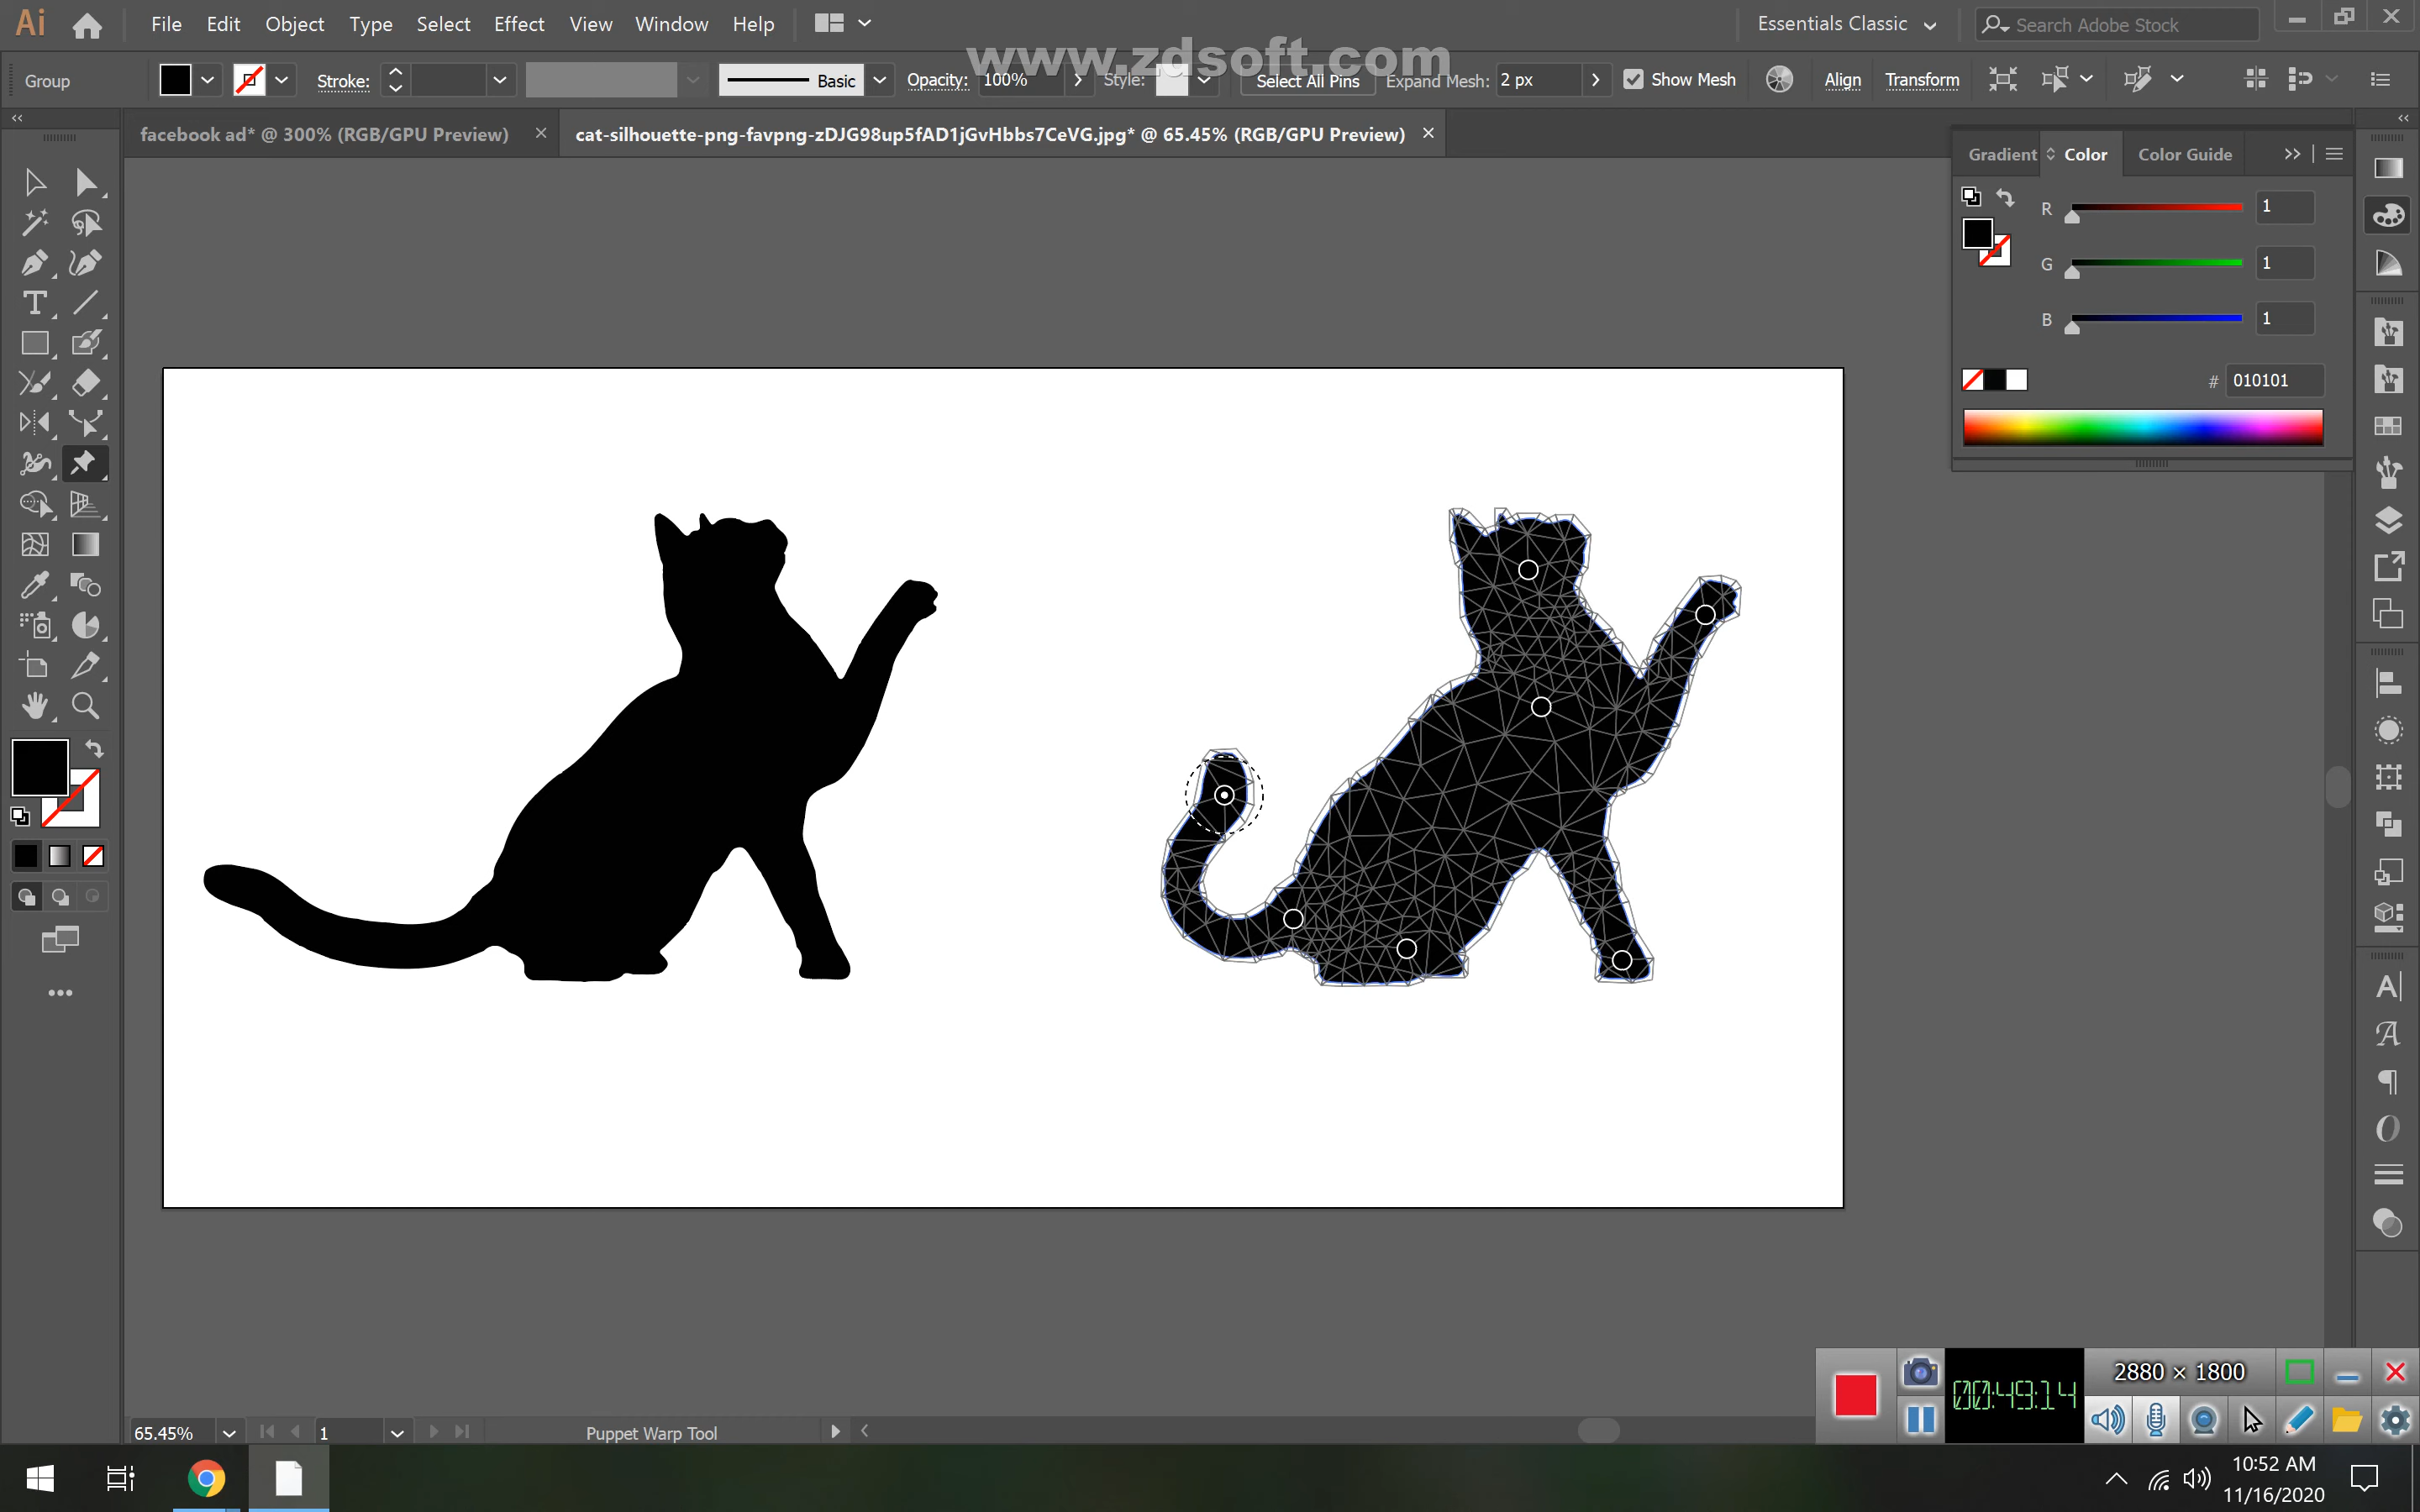 Ai File Edit Object Type Select Effect View Window Help Essentials Classic Search Adobe Stock
www.zdsoft.com
Group Stroke: Basic Opacity: 100% Style: Select All Pins Expand Mesh: 2 px Show Mesh Align Transform
facebook ad* @ 300% (RGB/GPU Preview) cat-silhouette-png-favpng-zDJG98up5fAD1jGvHbbs7CeVG.jpg* @ 65.45% (RGB/GPU Preview)
Gradient Color Color Guide
R 1
G 1
B 1
# 010101
2880 × 1800
00:49:14
65.45% 1 Puppet Warp Tool
10:52 AM
11/16/2020